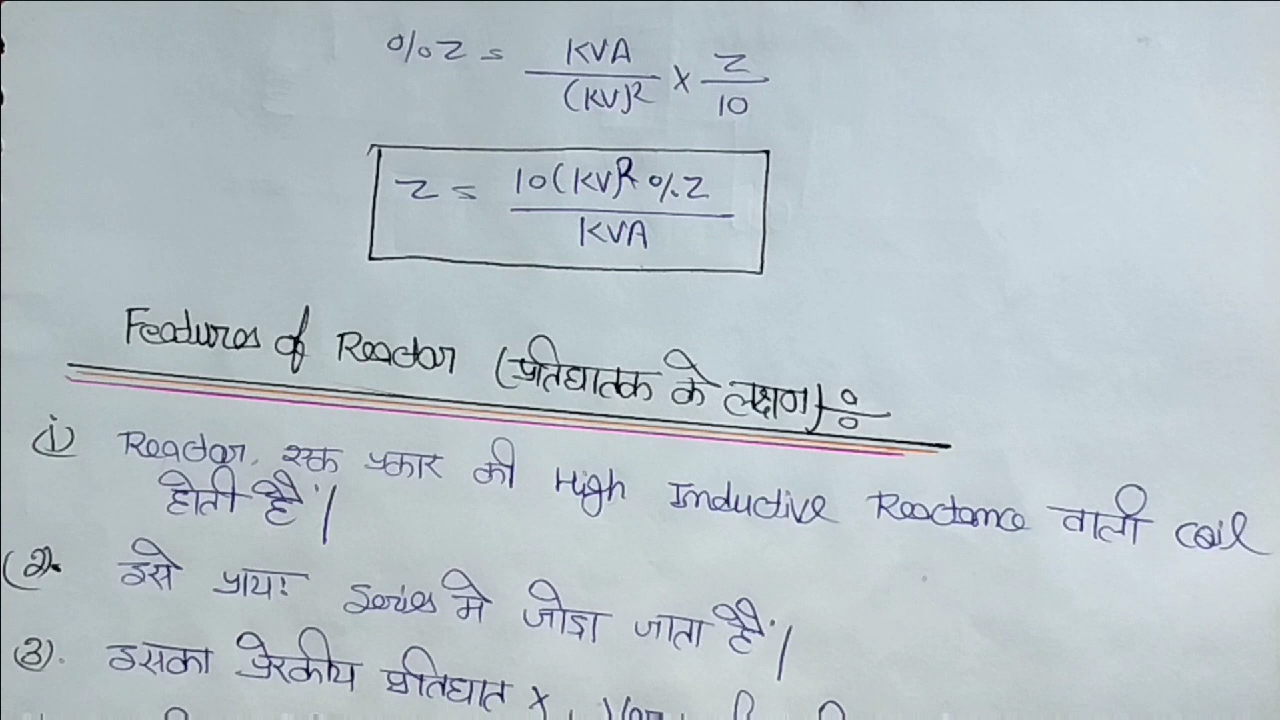 %Z = KVA / (KV)² × Z / 10
Z = 10(KV)² %Z / KVA
Features of Reactor (प्रतिघातक के लक्षण) ÷
(i) Reactor, एक प्रकार की High Inductive Reactance वाली coil
होती हैं।
(2). इसे प्रायः Series मे जोड़ा जाता हैं।
(3). इसका प्रेरकीय प्रतिघात X